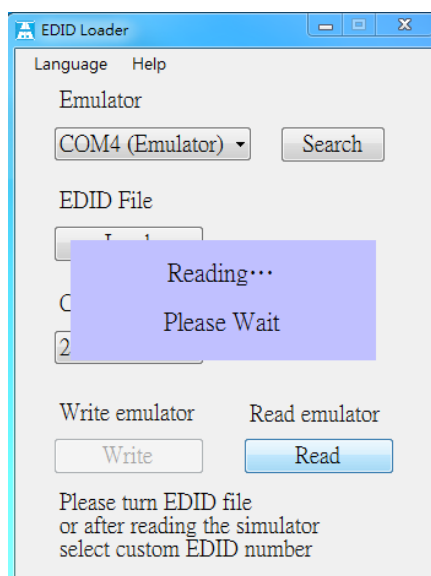 EDID Loader
Language Help
Emulator
COM4 (Emulator) Search
EDID File
Reading⋯
Please Wait
2
Write emulator Read emulator
Write Read
Please turn EDID file
or after reading the simulator
select custom EDID number